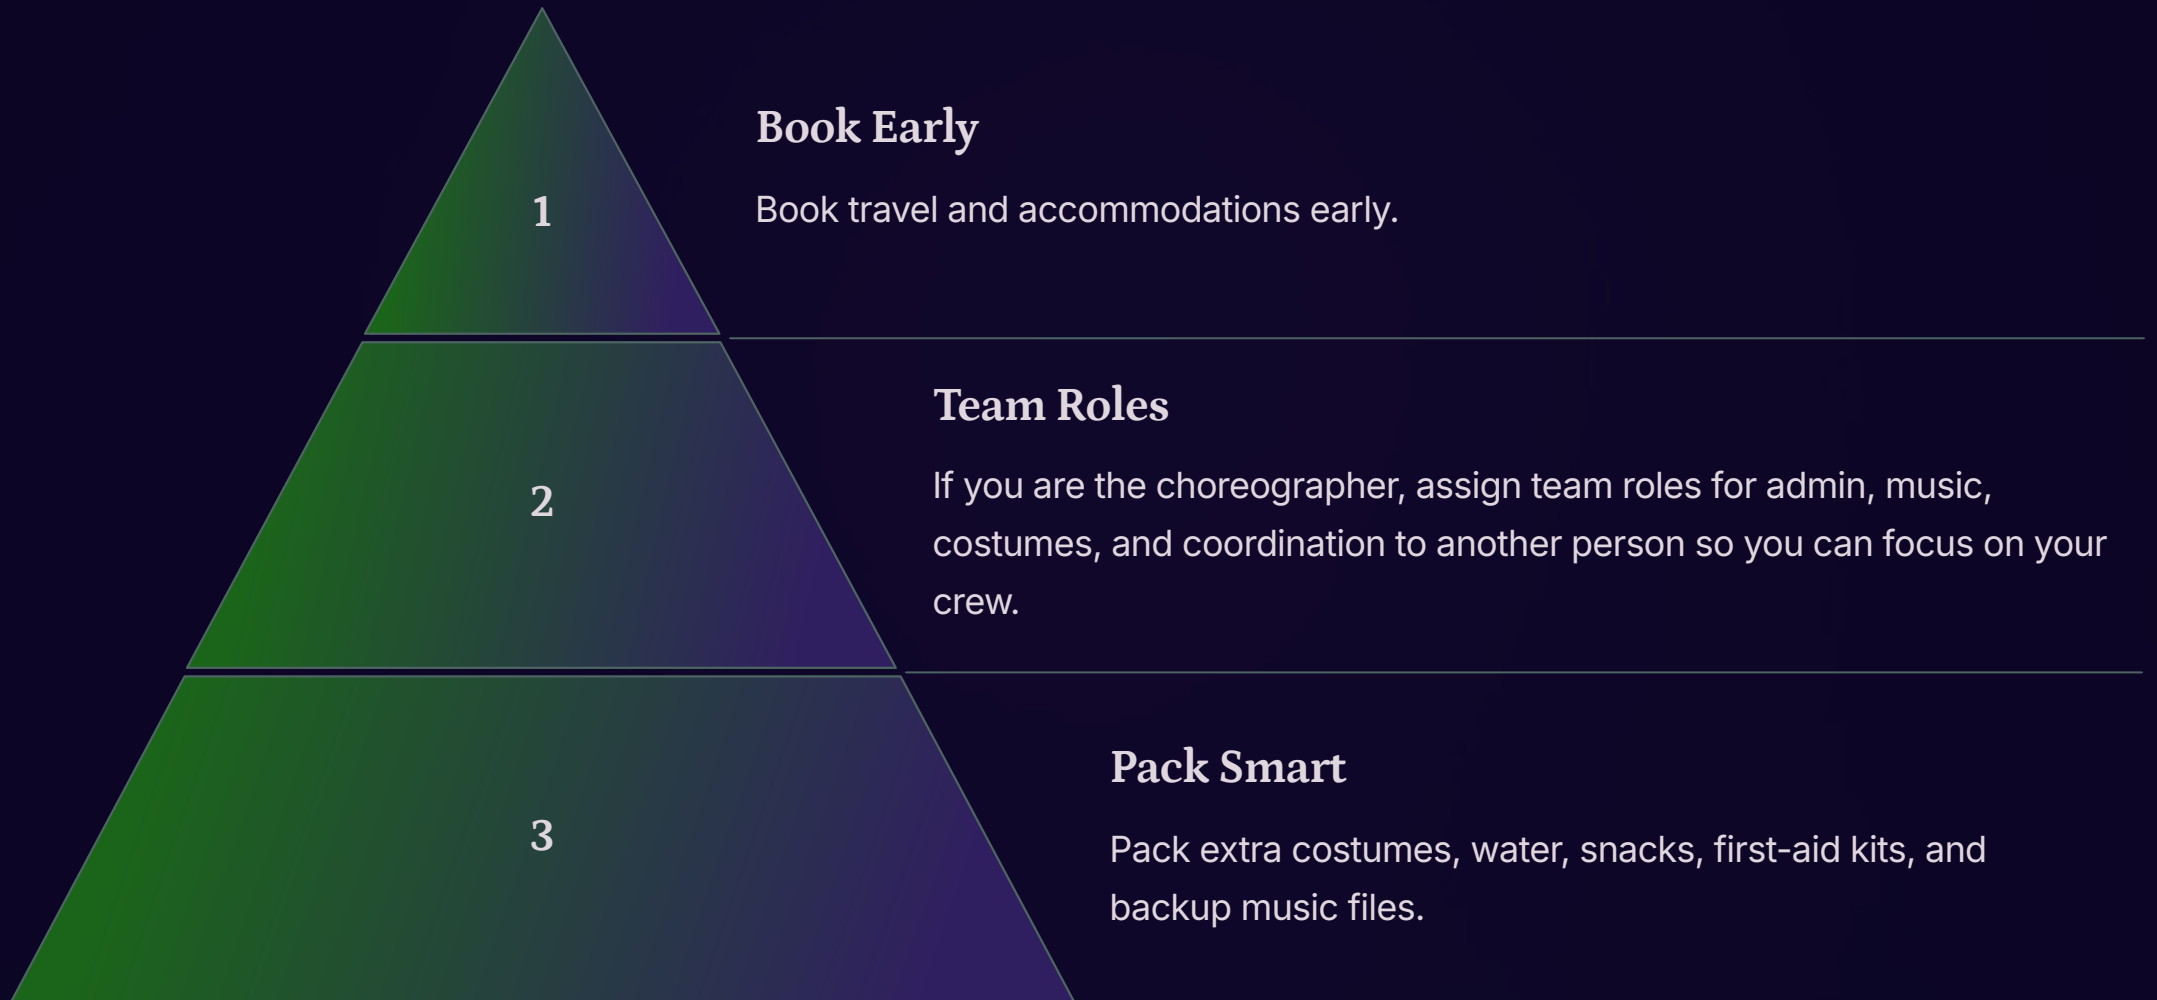 1
Book Early
Book travel and accommodations early.
2
Team Roles
If you are the choreographer, assign team roles for admin, music,
costumes, and coordination to another person so you can focus on your
crew.
3
Pack Smart
Pack extra costumes, water, snacks, first-aid kits, and
backup music files.